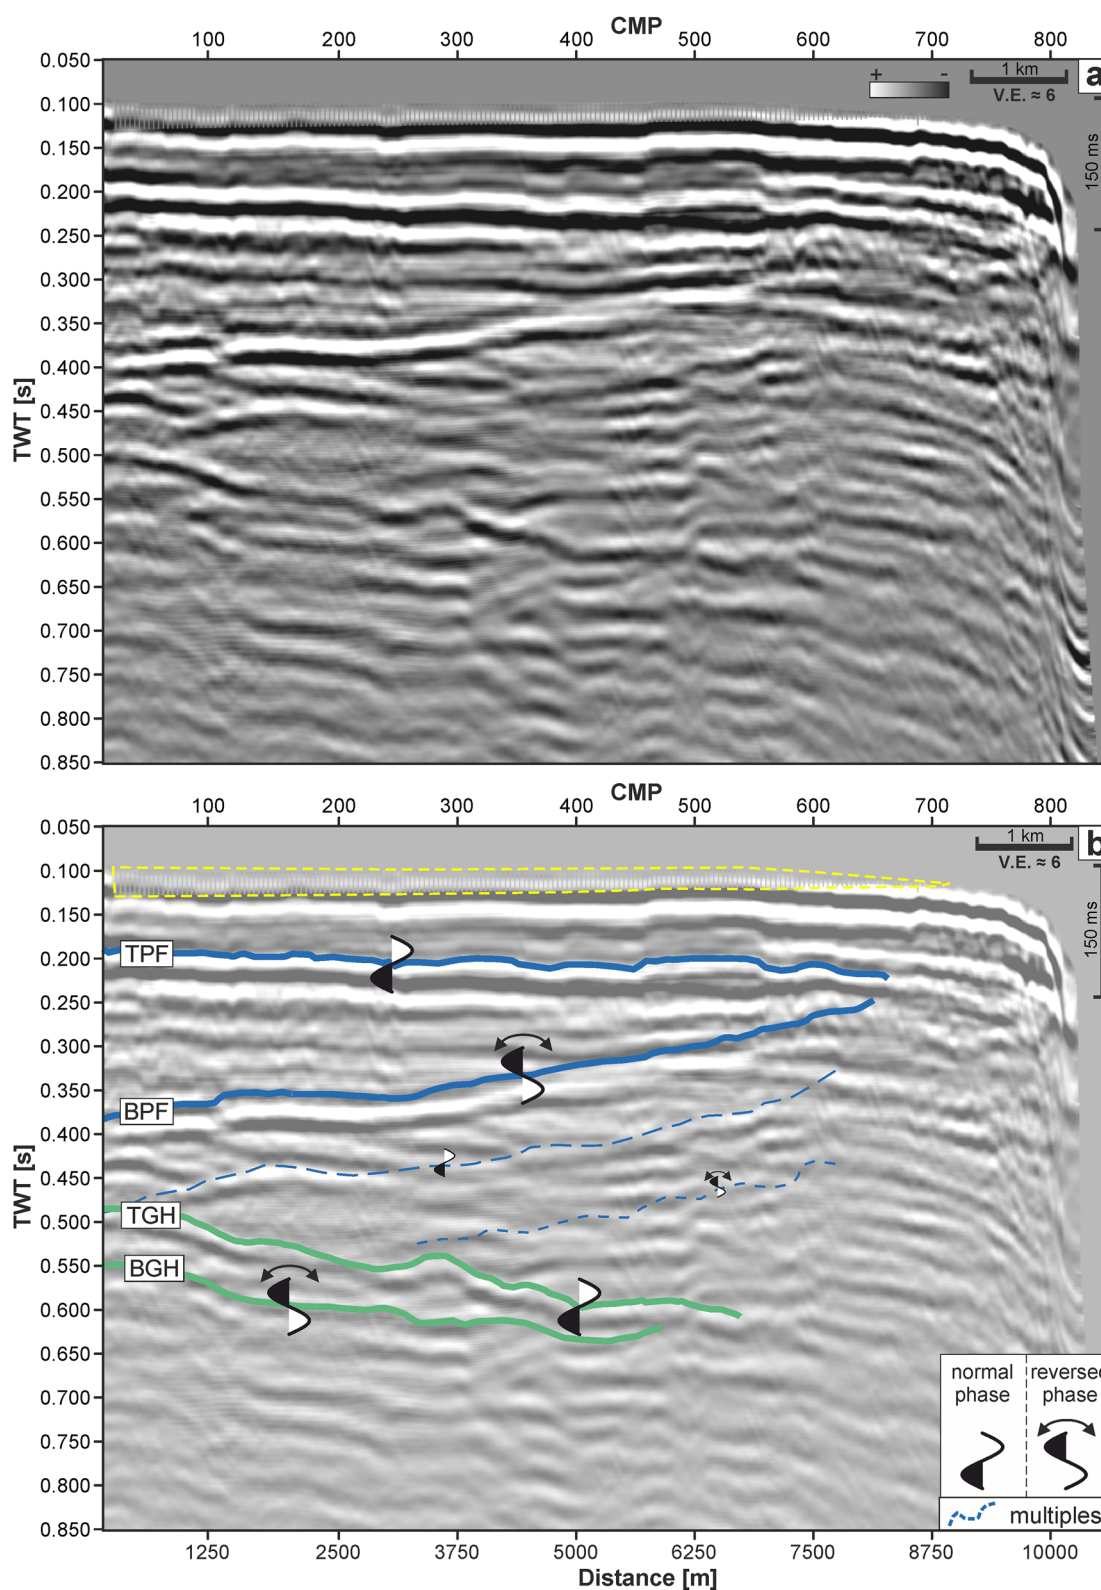 CMP
100 200 300 400 500 600 700 800
0.050
0.100
0.150
0.200
0.250
0.300
0.350
0.400
0.450
0.500
0.550
0.600
0.650
0.700
0.750
0.800
0.850
TWT [s]
+ -
1 km
V.E. ≈ 6
a
150 ms
CMP
100 200 300 400 500 600 700 800
0.050
0.100
0.150
0.200
0.250
0.300
0.350
0.400
0.450
0.500
0.550
0.600
0.650
0.700
0.750
0.800
0.850
TWT [s]
1 km
V.E. ≈ 6
b
150 ms
TPF
BPF
TGH
BGH
normal reversed
phase phase
multiples
1250 2500 3750 5000 6250 7500 8750 10000
Distance [m]